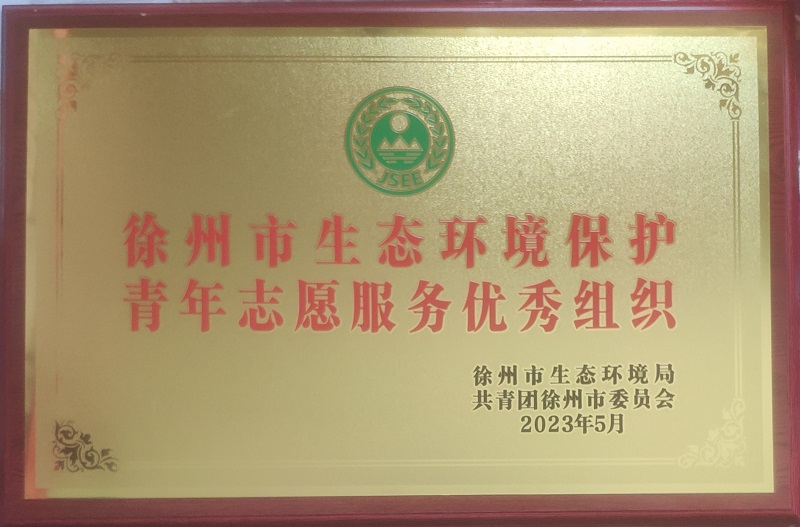 JSEE
徐州市生态环境保护
青年志愿服务优秀组织
徐州市生态环境局
共青团徐州市委员会
2023年5月